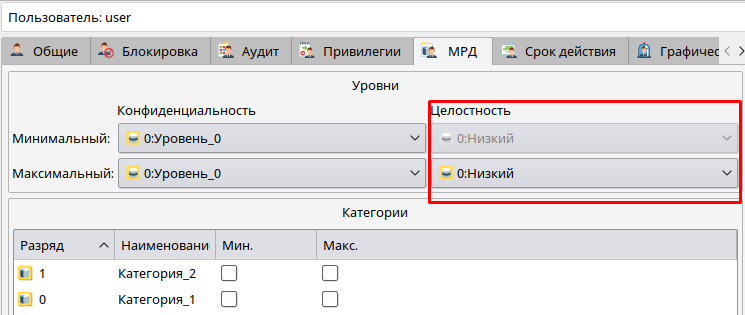 Пользователь: user
Общие Блокировка Аудит Привилегии МРД Срок действия Графичес
Уровни
Конфиденциальность Целостность
Минимальный: 0:Уровень_0 0:Низкий
Максимальный: 0:Уровень_0 0:Низкий
Категории
Разряд Наименовани Мин. Макс.
1 Категория_2
0 Категория_1